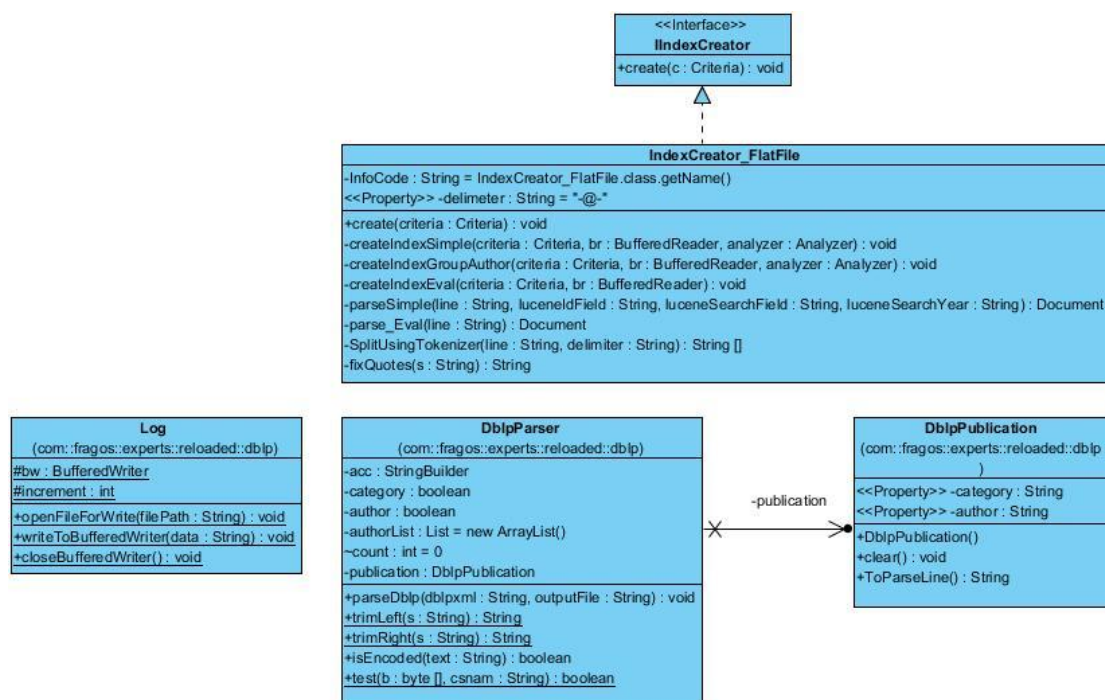 <<Interface>>
IIndexCreator
+create(c : Criteria) : void
IndexCreator_FlatFile
-InfoCode : String = IndexCreator_FlatFile.class.getName()
<<Property>> -delimeter : String = "-@-"
+create(criteria : Criteria) : void
-createIndexSimple(criteria : Criteria, br : BufferedReader, analyzer : Analyzer) : void
-createIndexGroupAuthor(criteria : Criteria, br : BufferedReader, analyzer : Analyzer) : void
-createIndexEval(criteria : Criteria, br : BufferedReader) : void
-parseSimple(line : String, luceneIdField : String, luceneSearchField : String, luceneSearchYear : String) : Document
-parse_Eval(line : String) : Document
-SplitUsingTokenizer(line : String, delimiter : String) : String []
-fixQuotes(s : String) : String
Log
(com::fragos::experts::reloaded::dblp)
#bw : BufferedWriter
#increment : int
+openFileForWrite(filePath : String) : void
+writeToBufferedWriter(data : String) : void
+closeBufferedWriter() : void
DblpParser
(com::fragos::experts::reloaded::dblp)
-acc : StringBuilder
-category : boolean
-author : boolean
-authorList : List = new ArrayList()
~count : int = 0
-publication : DblpPublication
+parseDblp(dblpxml : String, outputFile : String) : void
+trimLeft(s : String) : String
+trimRight(s : String) : String
+isEncoded(text : String) : boolean
+test(b : byte [], csnam : String) : boolean
-publication
DblpPublication
(com::fragos::experts::reloaded::dblp
)
<<Property>> -category : String
<<Property>> -author : String
+DblpPublication()
+clear() : void
+ToParseLine() : String